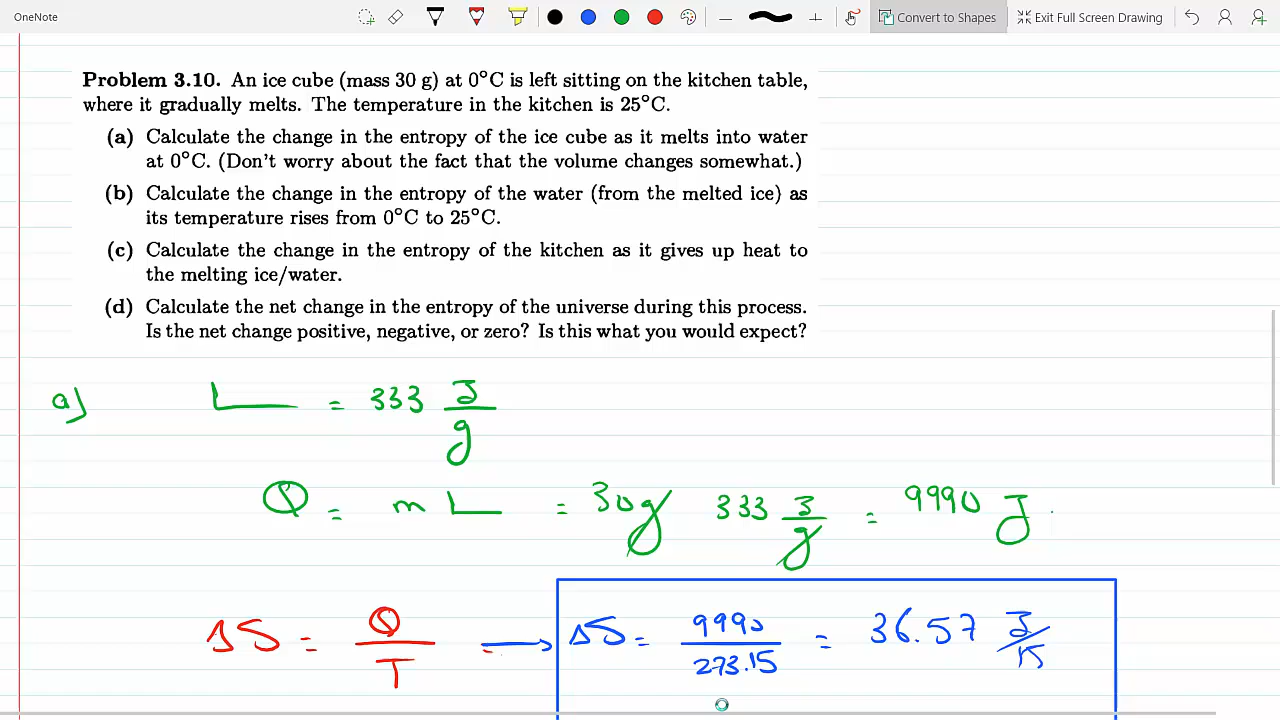 OneNote
Convert to Shapes
Exit Full Screen Drawing
Problem 3.10. An ice cube (mass 30 g) at 0°C is left sitting on the kitchen table,
where it gradually melts. The temperature in the kitchen is 25°C.
(a) Calculate the change in the entropy of the ice cube as it melts into water
at 0°C. (Don't worry about the fact that the volume changes somewhat.)
(b) Calculate the change in the entropy of the water (from the melted ice) as
its temperature rises from 0°C to 25°C.
(c) Calculate the change in the entropy of the kitchen as it gives up heat to
the melting ice/water.
(d) Calculate the net change in the entropy of the universe during this process.
Is the net change positive, negative, or zero? Is this what you would expect?
a) L = 333 J/g
Q = m L = 30g 333 J/g = 9990 J
ΔS = Q/T = → ΔS = 9990/273.15 = 36.57 J/K